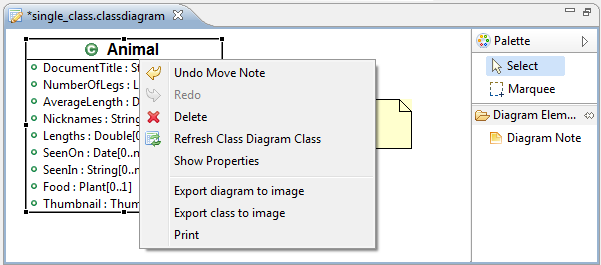 *single_class.classdiagram
Animal
DocumentTitle : St
NumberOfLegs : L
AverageLength : D
Nicknames : String
Lengths : Double[0..
SeenOn : Date[0..n
SeenIn : String[0..n
Food : Plant[0..1]
Thumbnail : Thum
Undo Move Note
Redo
Delete
Refresh Class Diagram Class
Show Properties
Export diagram to image
Export class to image
Print
Palette
Select
Marquee
Diagram Elem...
Diagram Note